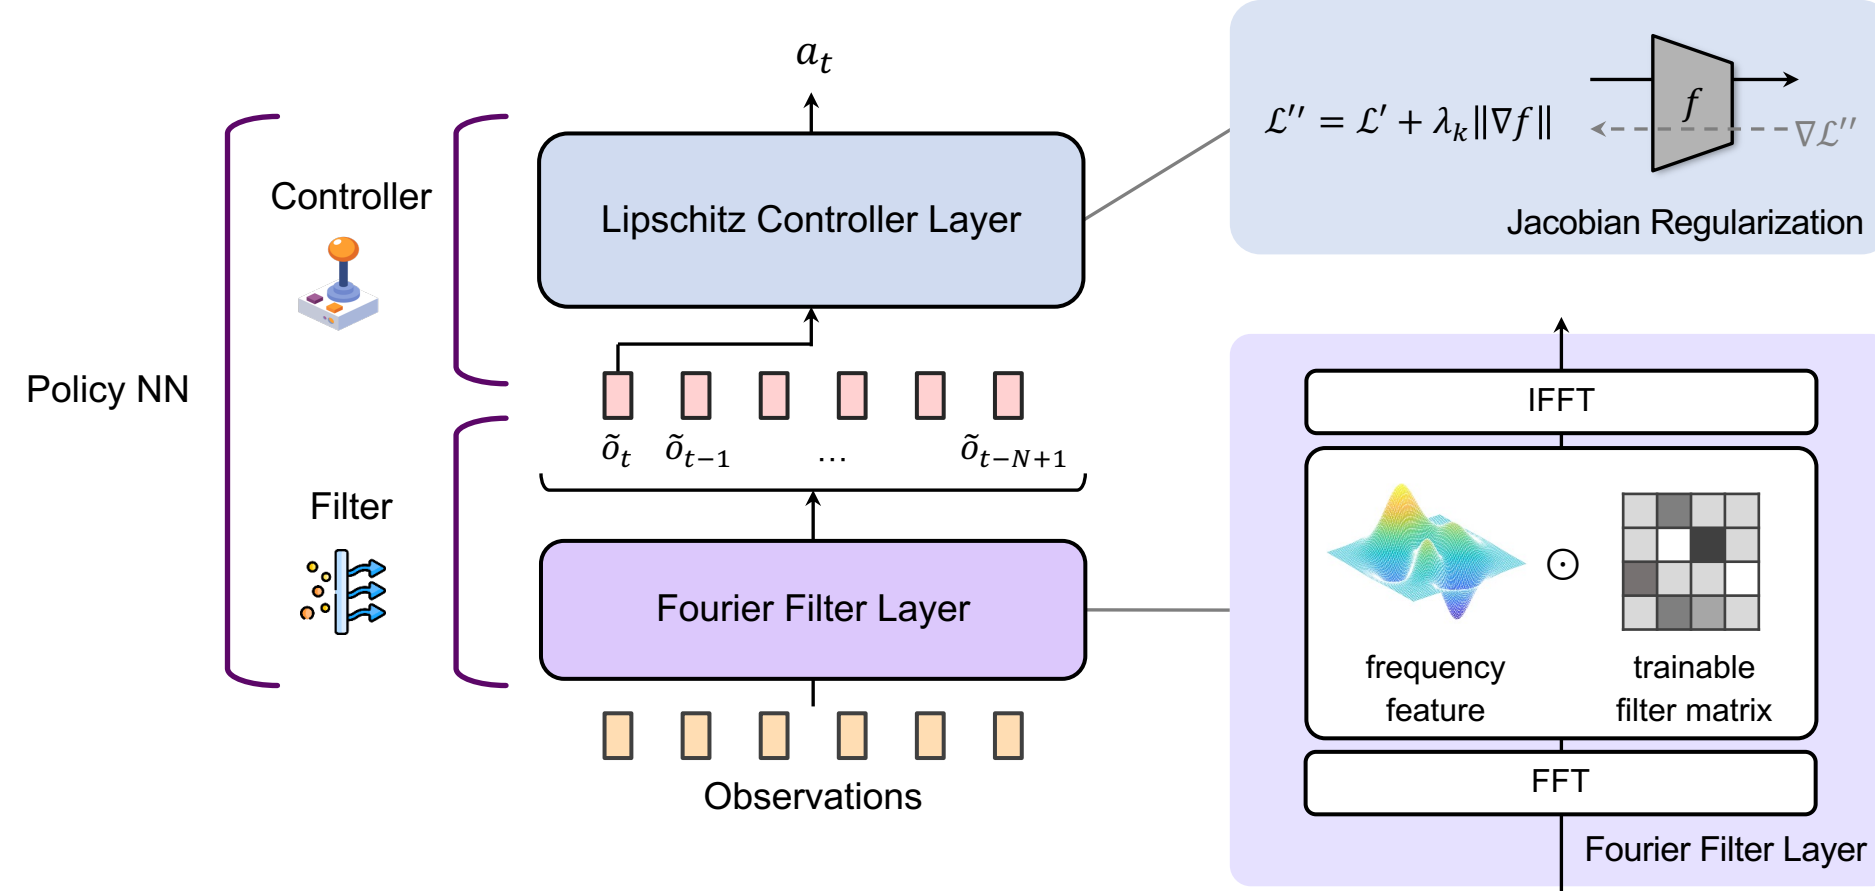 Policy NN
Controller
Filter
a_t
Lipschitz Controller Layer
õ_t õ_{t−1} … õ_{t−N+1}
Fourier Filter Layer
Observations
ℒ′′ = ℒ′ + λ_k‖∇f‖
f
∇ℒ′′
Jacobian Regularization
IFFT
⊙
frequency
feature
trainable
filter matrix
FFT
Fourier Filter Layer